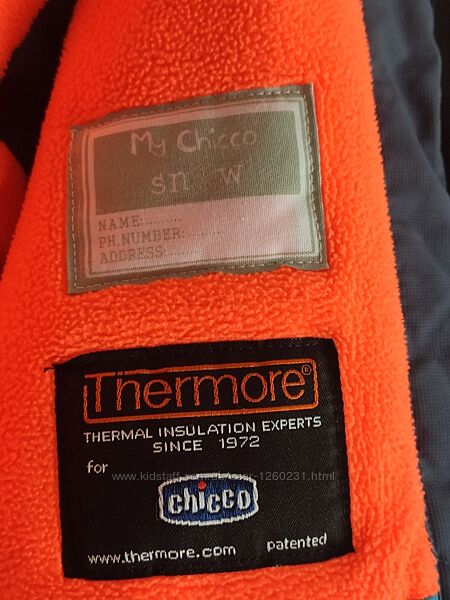 My Chicco
snow
NAME:.........
PH.NUMBER:.........
ADDRESS:.........
Thermore®
THERMAL INSULATION EXPERTS
SINCE 1972
for
chicco
www.thermore.com
patented